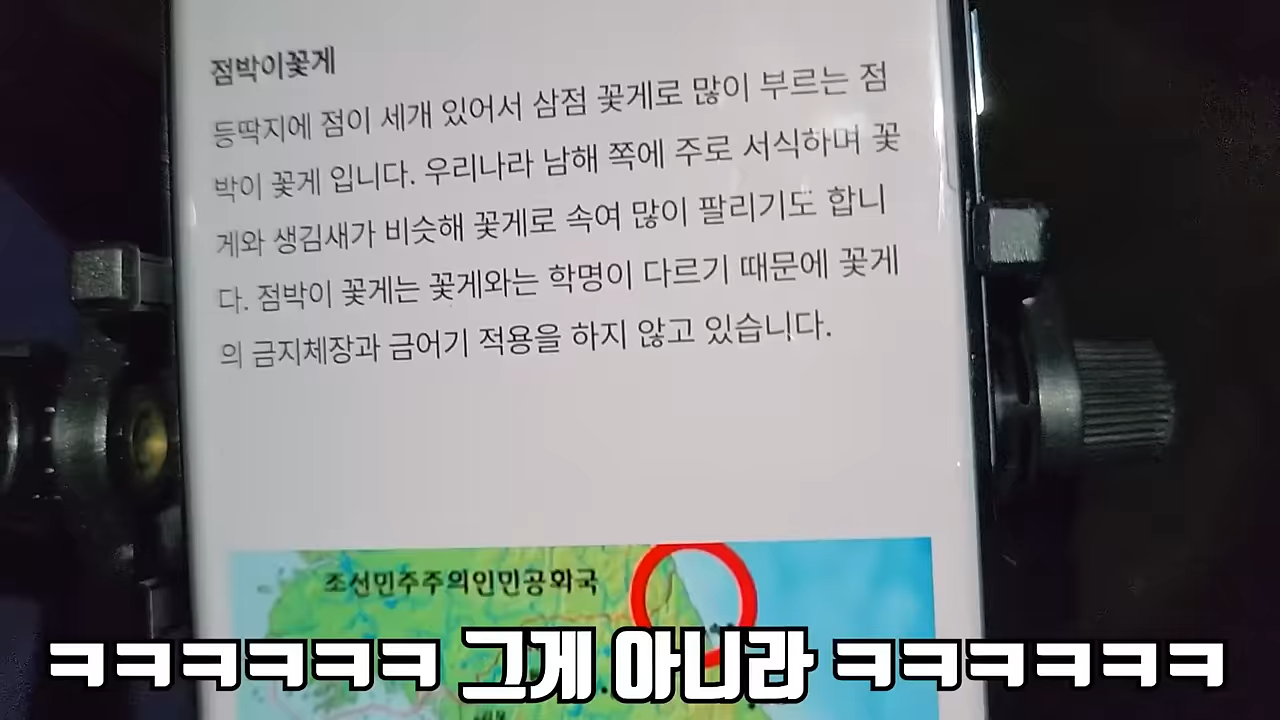 점박이꽃게
등딱지에 점이 세개 있어서 삼점 꽃게로 많이 부르는 점
박이 꽃게 입니다. 우리나라 남해 쪽에 주로 서식하며 꽃
게와 생김새가 비슷해 꽃게로 속여 많이 팔리기도 합니
다. 점박이 꽃게는 꽃게와는 학명이 다르기 때문에 꽃게
의 금지체장과 금어기 적용을 하지 않고 있습니다.
조선민주주의인민공화국
ㅋㅋㅋㅋㅋㅋ 그게 아니라 ㅋㅋㅋㅋㅋㅋ